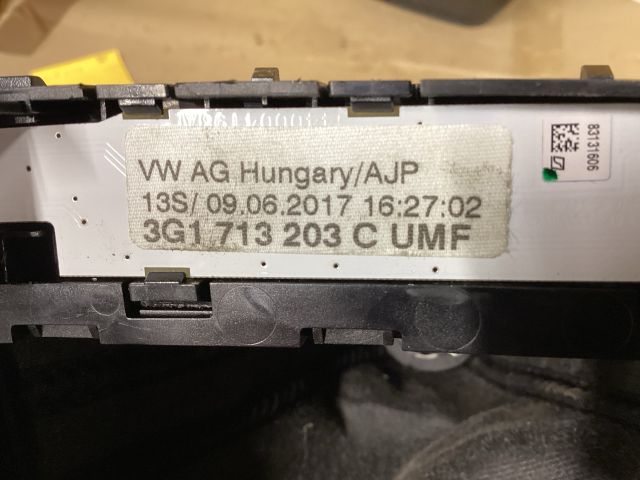 VW AG Hungary/AJP
13S/ 09.06.2017 16:27:02
3G1 713 203 C UMF
83131606